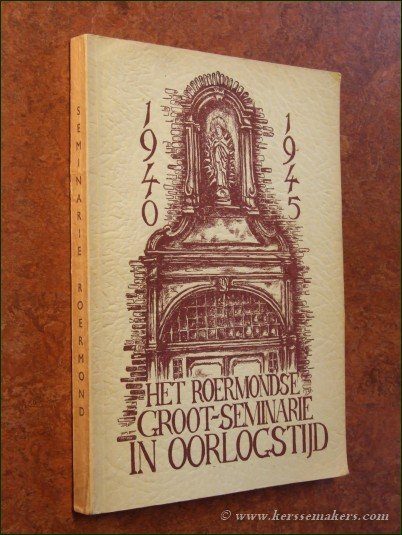 SEMINARIE ROERMOND
1940
1945
HET ROERMONDSE
GROOT-SEMINARIE
IN OORLOGSTIJD
© www.kerssemakers.com